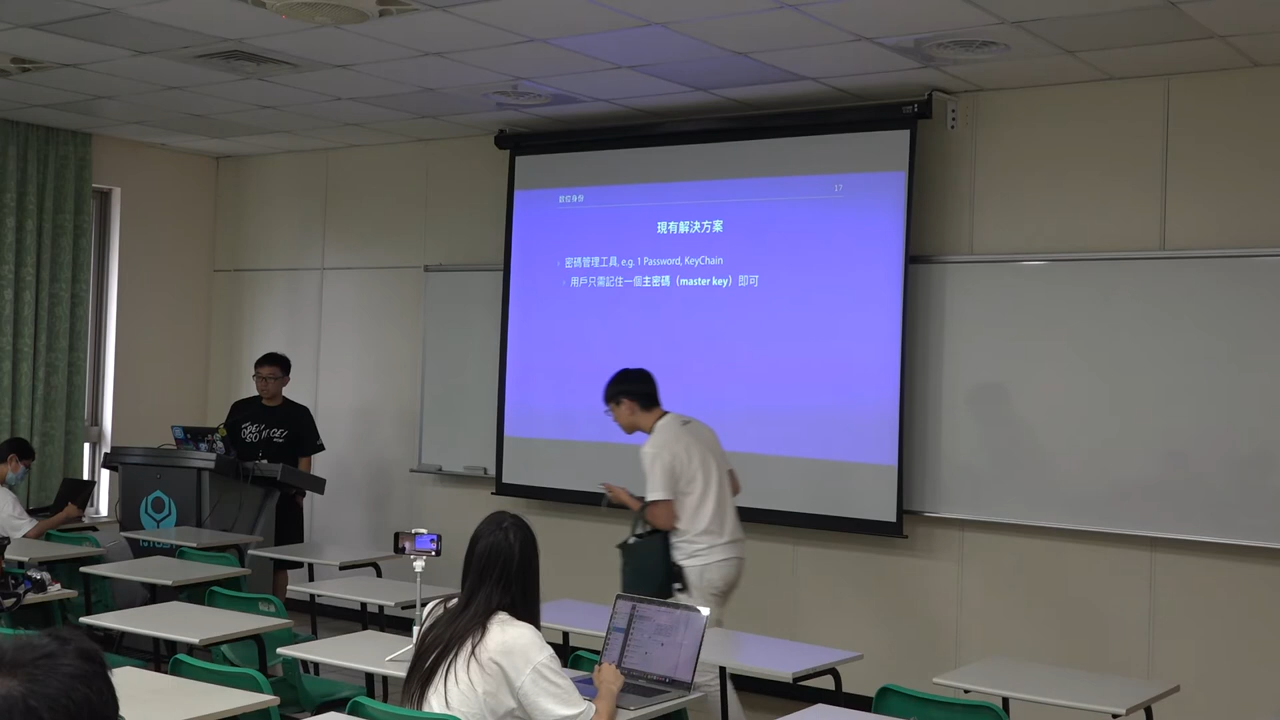 數位身份
17
現有解決方案
密碼管理工具, e.g. 1 Password, KeyChain
用戶只需記住一個主密碼（master key）即可
OPEN